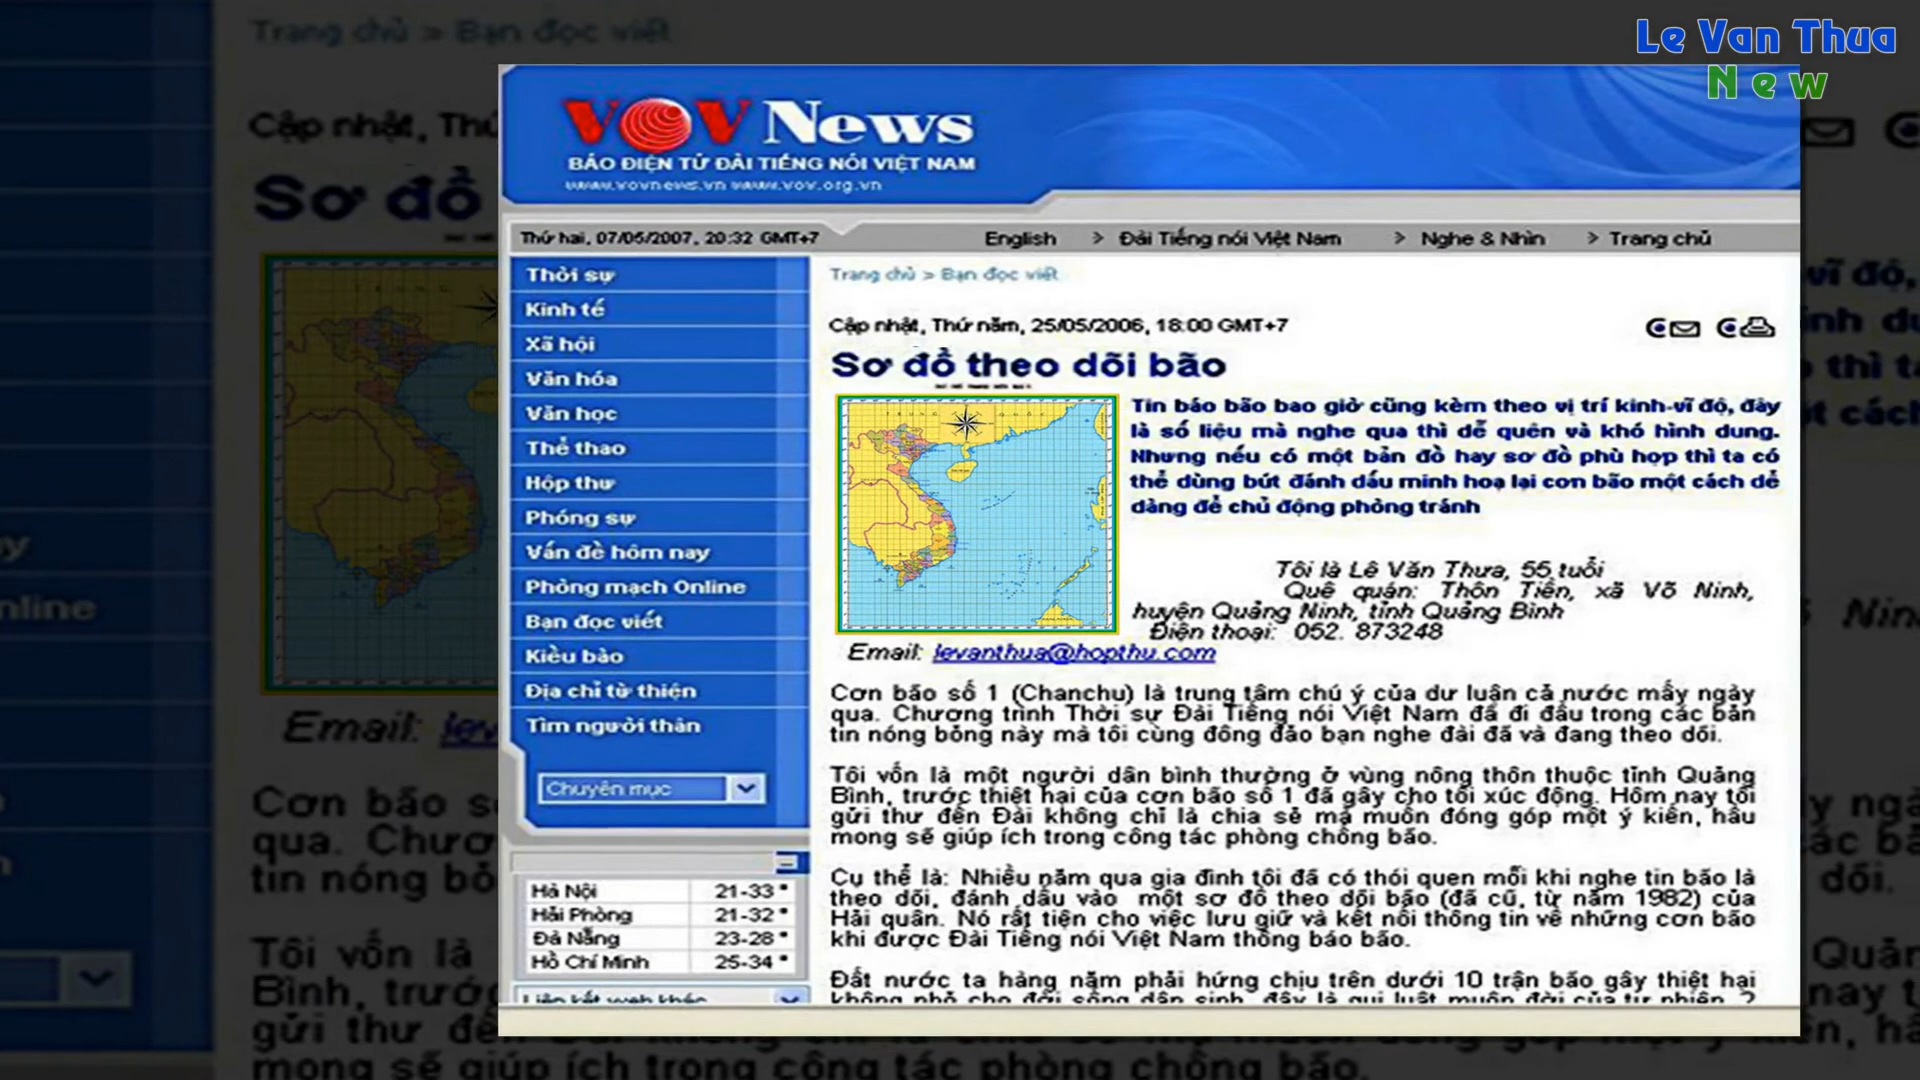 Le Van Thua
New
VOV News
BÁO ĐIỆN TỬ ĐÀI TIẾNG NÓI VIỆT NAM
www.vovnews.vn www.vov.org.vn
Thứ hai, 07/05/2007, 20:32 GMT+7
English > Đài Tiếng nói Việt Nam > Nghe & Nhìn > Trang chủ
Thời sự
Kinh tế
Xã hội
Văn hóa
Văn học
Thể thao
Hộp thư
Phóng sự
Vấn đề hôm nay
Phòng mạch Online
Bạn đọc viết
Kiều bào
Địa chỉ từ thiện
Tìm người thân
Chuyên mục
Hà Nội 21-33°
Hải Phòng 21-32°
Đà Nẵng 23-28°
Hồ Chí Minh 25-34°
Liên kết web khác
Trang chủ > Bạn đọc viết
Cập nhật, Thứ năm, 25/05/2006, 18:00 GMT+7
Sơ đồ theo dõi bão
Tin báo bão bao giờ cũng kèm theo vị trí kinh-vĩ độ, đây
là số liệu mà nghe qua thì dễ quên và khó hình dung.
Nhưng nếu có một bản đồ hay sơ đồ phù hợp thì ta có
thể dùng bút đánh dấu minh hoạ lại cơn bão một cách dễ
dàng để chủ động phòng tránh
Tôi là Lê Văn Thưa, 55 tuổi
Quê quán: Thôn Tiền, xã Võ Ninh,
huyện Quảng Ninh, tỉnh Quảng Bình
Điện thoại: 052. 873248
Email: levanthua@hopthu.com
Cơn bão số 1 (Chanchu) là trung tâm chú ý của dư luận cả nước mấy ngày
qua. Chương trình Thời sự Đài Tiếng nói Việt Nam đã đi đầu trong các bản
tin nóng bỏng này mà tôi cùng đông đảo bạn nghe đài đã và đang theo dõi.
Tôi vốn là một người dân bình thường ở vùng nông thôn thuộc tỉnh Quảng
Bình, trước thiệt hại của cơn bão số 1 đã gây cho tôi xúc động. Hôm nay tôi
gửi thư đến Đài không chỉ là chia sẻ mà muốn đóng góp một ý kiến, hầu
mong sẽ giúp ích trong công tác phòng chống bão.
Cụ thể là: Nhiều năm qua gia đình tôi đã có thói quen mỗi khi nghe tin bão là
theo dõi, đánh dấu vào một sơ đồ theo dõi bão (đã cũ, từ năm 1982) của
Hải quân. Nó rất tiện cho việc lưu giữ và kết nối thông tin về những cơn bão
khi được Đài Tiếng nói Việt Nam thông báo bão.
Đất nước ta hàng năm phải hứng chịu trên dưới 10 trận bão gây thiệt hại
không nhỏ cho đời sống dân sinh, đây là qui luật muôn đời của tự nhiên. ?